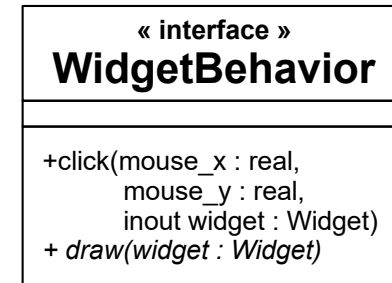 « interface »
WidgetBehavior
+click(mouse_x : real,
mouse_y : real,
inout widget : Widget)
+ draw(widget : Widget)